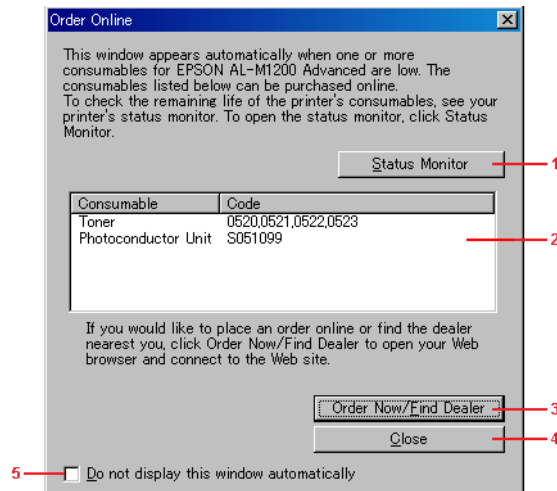 Order Online
This window appears automatically when one or more
consumables for EPSON AL-M1200 Advanced are low. The
consumables listed below can be purchased online.
To check the remaining life of the printer's consumables, see your
printer's status monitor. To open the status monitor, click Status
Monitor.
Status Monitor
1
Consumable Code
Toner 0520,0521,0522,0523
Photoconductor Unit S051099
2
If you would like to place an order online or find the dealer
nearest you, click Order Now/Find Dealer to open your Web
browser and connect to the Web site.
Order Now/Find Dealer
3
Close
4
5
Do not display this window automatically